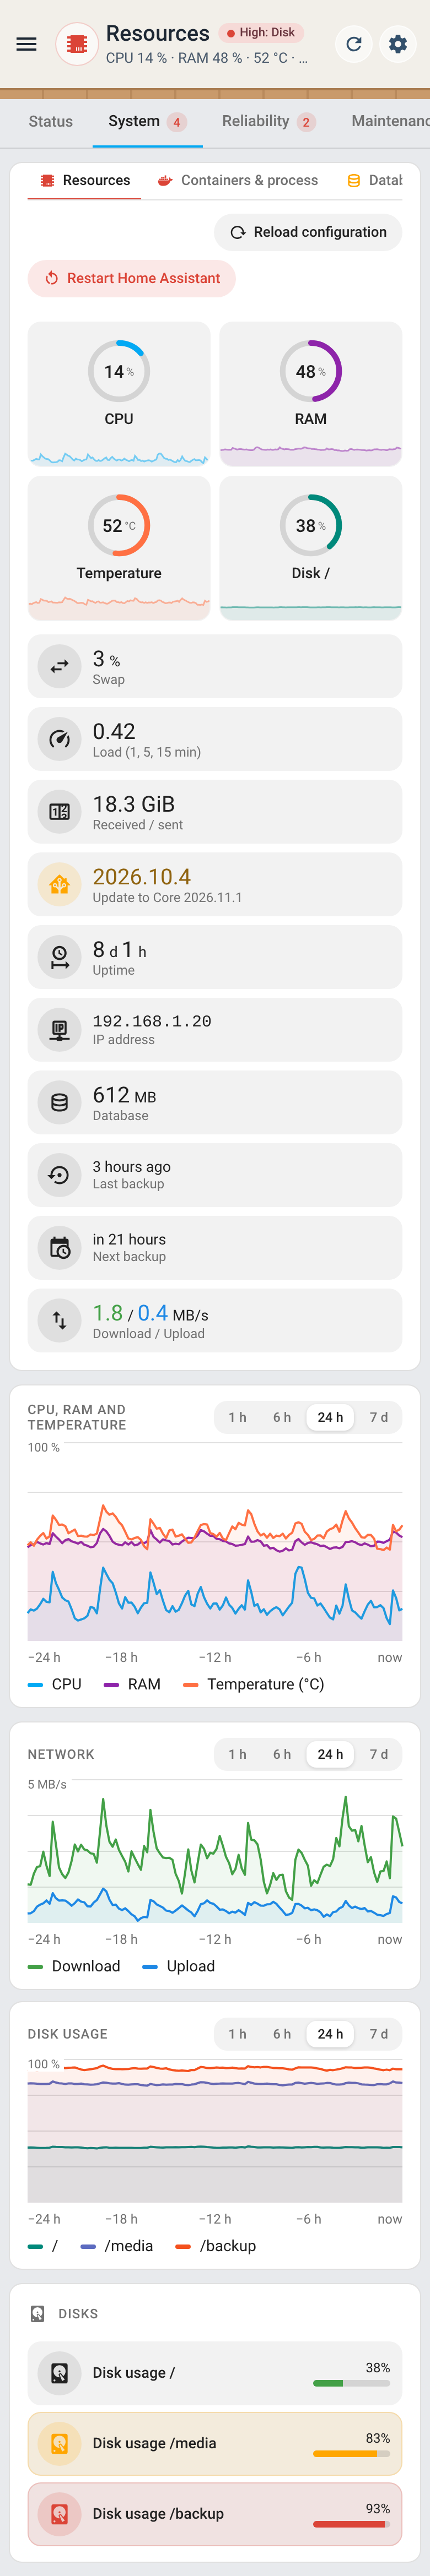 Resources
High: Disk
CPU 14 % · RAM 48 % · 52 °C · ...
Status
System 4
Reliability 2
Maintenanc
Resources
Containers & process
Datab
Reload configuration
Restart Home Assistant
14 %
CPU
48 %
RAM
52 °C
Temperature
38 %
Disk /
3 %
Swap
0.42
Load (1, 5, 15 min)
18.3 GiB
Received / sent
2026.10.4
Update to Core 2026.11.1
8 d 1 h
Uptime
192.168.1.20
IP address
612 MB
Database
3 hours ago
Last backup
in 21 hours
Next backup
1.8 / 0.4 MB/s
Download / Upload
CPU, RAM AND
TEMPERATURE
1 h 6 h 24 h 7 d
100 %
−24 h −18 h −12 h −6 h now
CPU RAM Temperature (°C)
NETWORK
1 h 6 h 24 h 7 d
5 MB/s
−24 h −18 h −12 h −6 h now
Download Upload
DISK USAGE
1 h 6 h 24 h 7 d
100 %
−24 h −18 h −12 h −6 h now
/ /media /backup
DISKS
Disk usage /
38%
Disk usage /media
83%
Disk usage /backup
93%